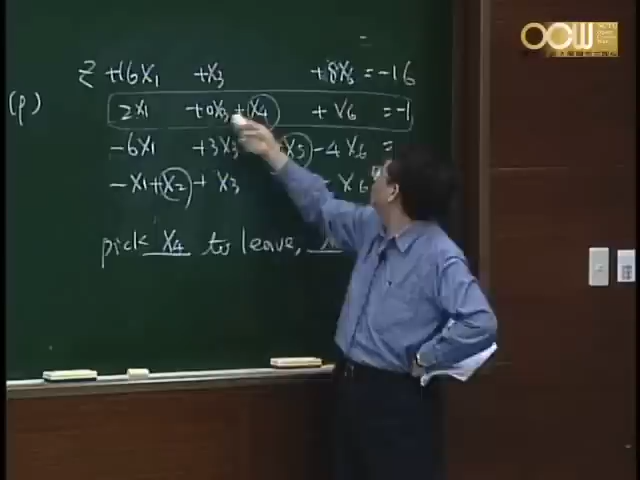 OCW
Z +16X1 +X3 +8X6 = -16
(P)
2X1 +0X3 +X4 + X6 = -1
-6X1 +3X3 X5 - 4X6 =
-X1 + X2 + X3 X6
pick X4 to leave,